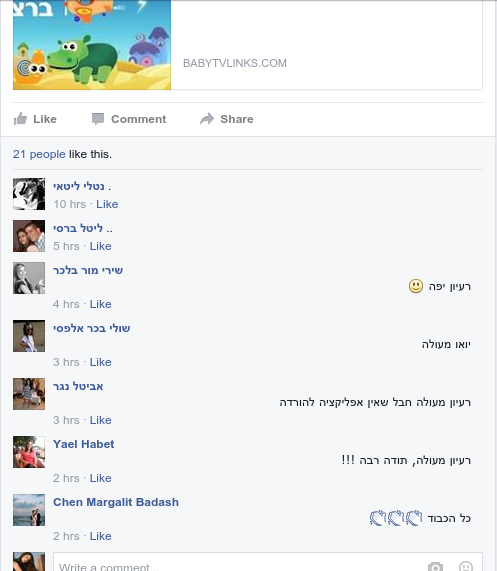 ברצ
BABYTVLINKS.COM
Like Comment Share
21 people like this.
נטלי ליטאי .
10 hrs · Like
ליטל ברסי ..
5 hrs · Like
שירי מור בלכר
רעיון יפה
4 hrs · Like
שולי בכר אלפסי
יואו מעולה
3 hrs · Like
אביטל נגר
רעיון מעולה חבל שאין אפליקציה להורדה
3 hrs · Like
Yael Habet
רעיון מעולה, תודה רבה !!!
2 hrs · Like
Chen Margalit Badash
כל הכבוד
2 hrs · Like
Write a comment...